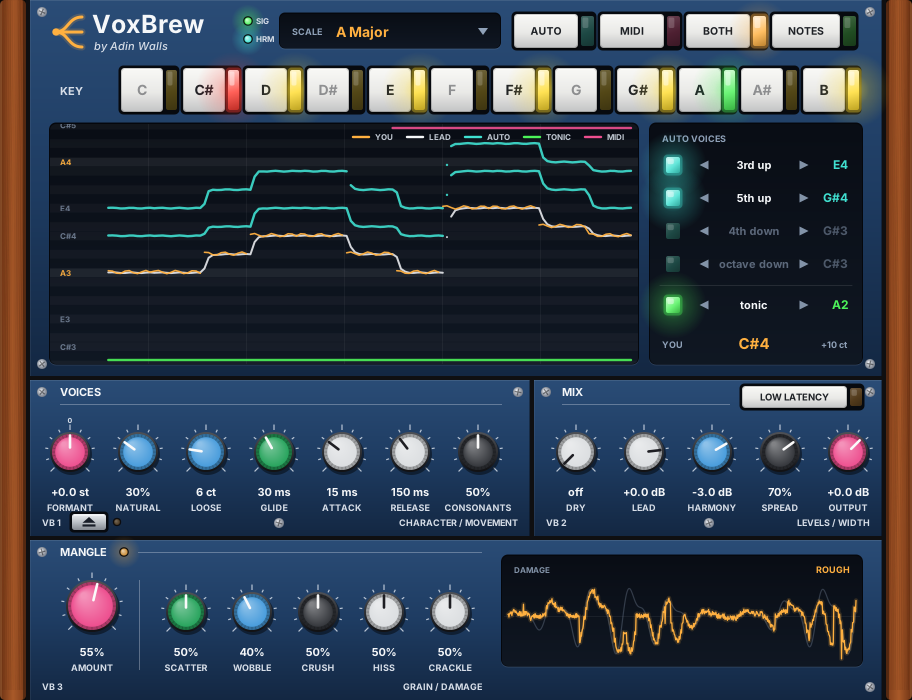 VoxBrew
by Adin Walls
SIG
HRM
SCALE A Major
AUTO MIDI BOTH NOTES
KEY C C# D D# E F F# G G# A A# B
C#5
YOU LEAD AUTO TONIC MIDI
A4
E4
C#4
A3
E3
C#3
AUTO VOICES
3rd up E4
5th up G#4
4th down G#3
octave down C#3
tonic A2
YOU C#4 +10 ct
VOICES
0
+0.0 st 30% 6 ct 30 ms 15 ms 150 ms 50%
FORMANT NATURAL LOOSE GLIDE ATTACK RELEASE CONSONANTS
VB 1 CHARACTER / MOVEMENT
MIX LOW LATENCY
off +0.0 dB -3.0 dB 70% +0.0 dB
DRY LEAD HARMONY SPREAD OUTPUT
VB 2 LEVELS / WIDTH
MANGLE
55% 50% 40% 50% 50% 50%
AMOUNT SCATTER WOBBLE CRUSH HISS CRACKLE
VB 3 GRAIN / DAMAGE
DAMAGE ROUGH